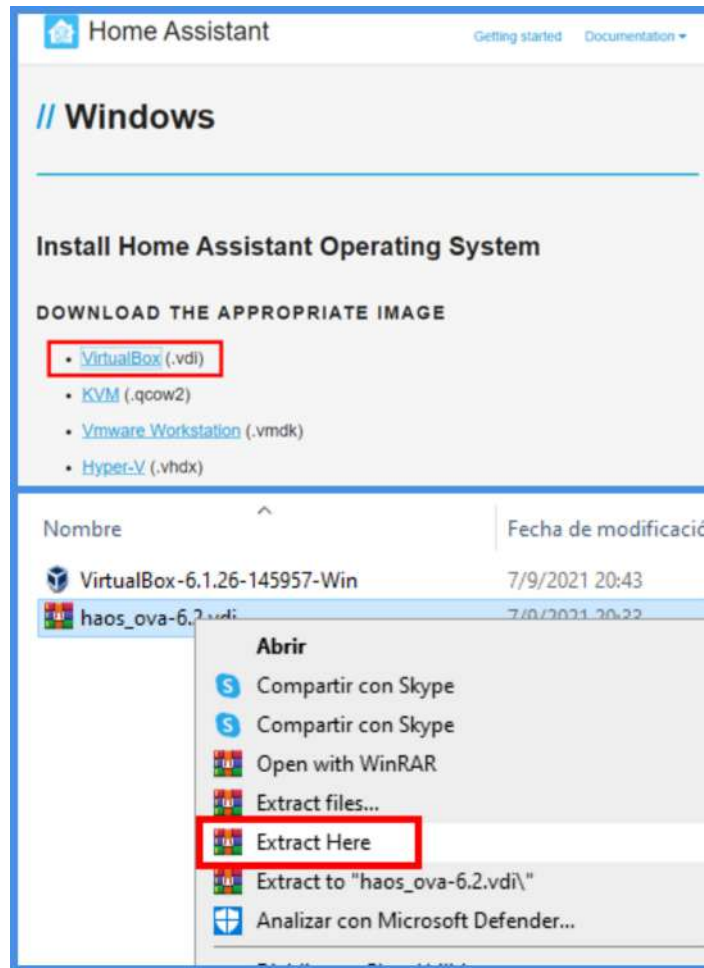 Home Assistant
Getting started Documentation
// Windows
Install Home Assistant Operating System
DOWNLOAD THE APPROPRIATE IMAGE
• VirtualBox (.vdi)
• KVM (.qcow2)
• Vmware Workstation (.vmdk)
• Hyper-V (.vhdx)
Nombre Fecha de modificació
VirtualBox-6.1.26-145957-Win 7/9/2021 20:43
haos_ova-6.2.vdi 7/9/2021
Abrir
Compartir con Skype
Compartir con Skype
Open with WinRAR
Extract files...
Extract Here
Extract to "haos_ova-6.2.vdi\"
Analizar con Microsoft Defender...